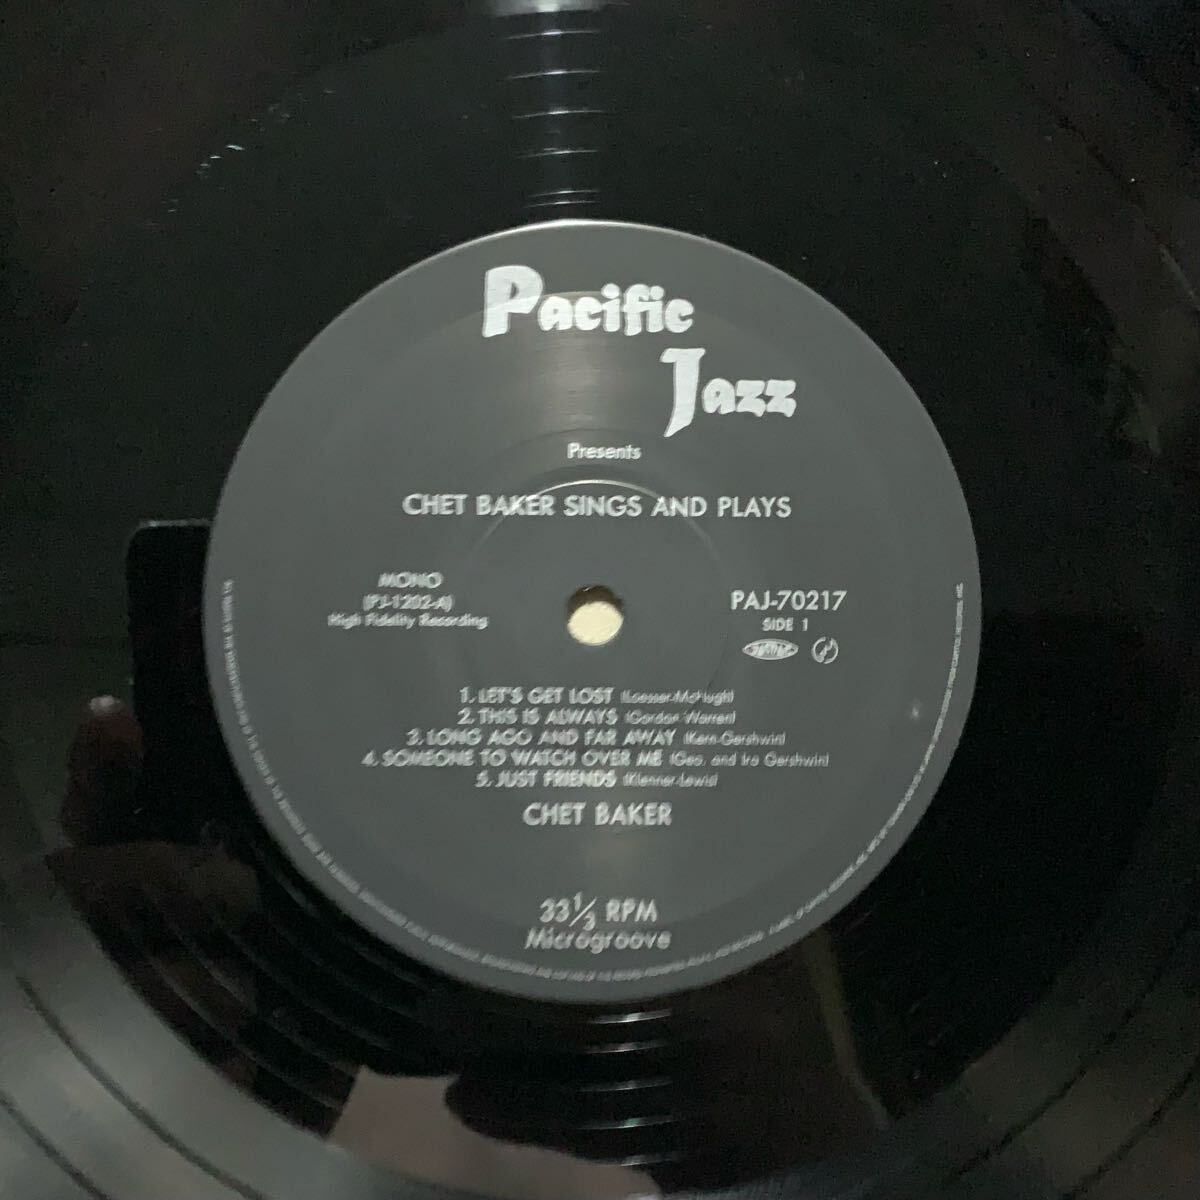 Pacific
Jazz
Presents
CHET BAKER SINGS AND PLAYS
MONO
(PJ-1202-A)
High Fidelity Recording
PAJ-70217
SIDE 1
1. LET'S GET LOST (Loesser-McHugh)
2. THIS IS ALWAYS (Gordon Warren)
3. LONG AGO AND FAR AWAY (Kern-Gershwin)
4. SOMEONE TO WATCH OVER ME (Geo. and Ira Gershwin)
5. JUST FRIENDS (Klenner-Lewis)
CHET BAKER
33 1/3 RPM
Microgroove